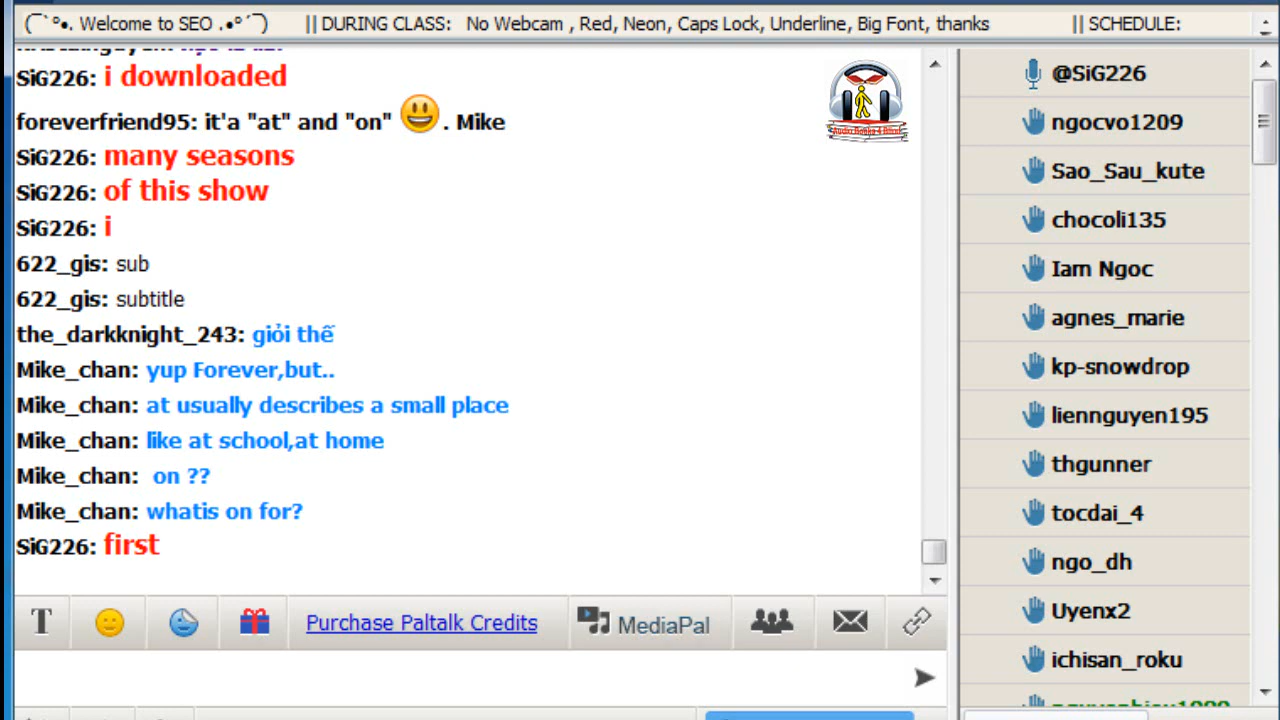 (¯`°•. Welcome to SEO .•°´¯) || DURING CLASS: No Webcam , Red, Neon, Caps Lock, Underline, Big Font, thanks || SCHEDULE:
SiG226: i downloaded
foreverfriend95: it'a "at" and "on" . Mike
SiG226: many seasons
SiG226: of this show
SiG226: i
622_gis: sub
622_gis: subtitle
the_darkknight_243: giỏi thế
Mike_chan: yup Forever,but..
Mike_chan: at usually describes a small place
Mike_chan: like at school,at home
Mike_chan: on ??
Mike_chan: whatis on for?
SiG226: first
T
Purchase Paltalk Credits
MediaPal
@SiG226
ngocvo1209
Sao_Sau_kute
chocoli135
Iam Ngoc
agnes_marie
kp-snowdrop
liennguyen195
thgunner
tocdai_4
ngo_dh
Uyenx2
ichisan_roku